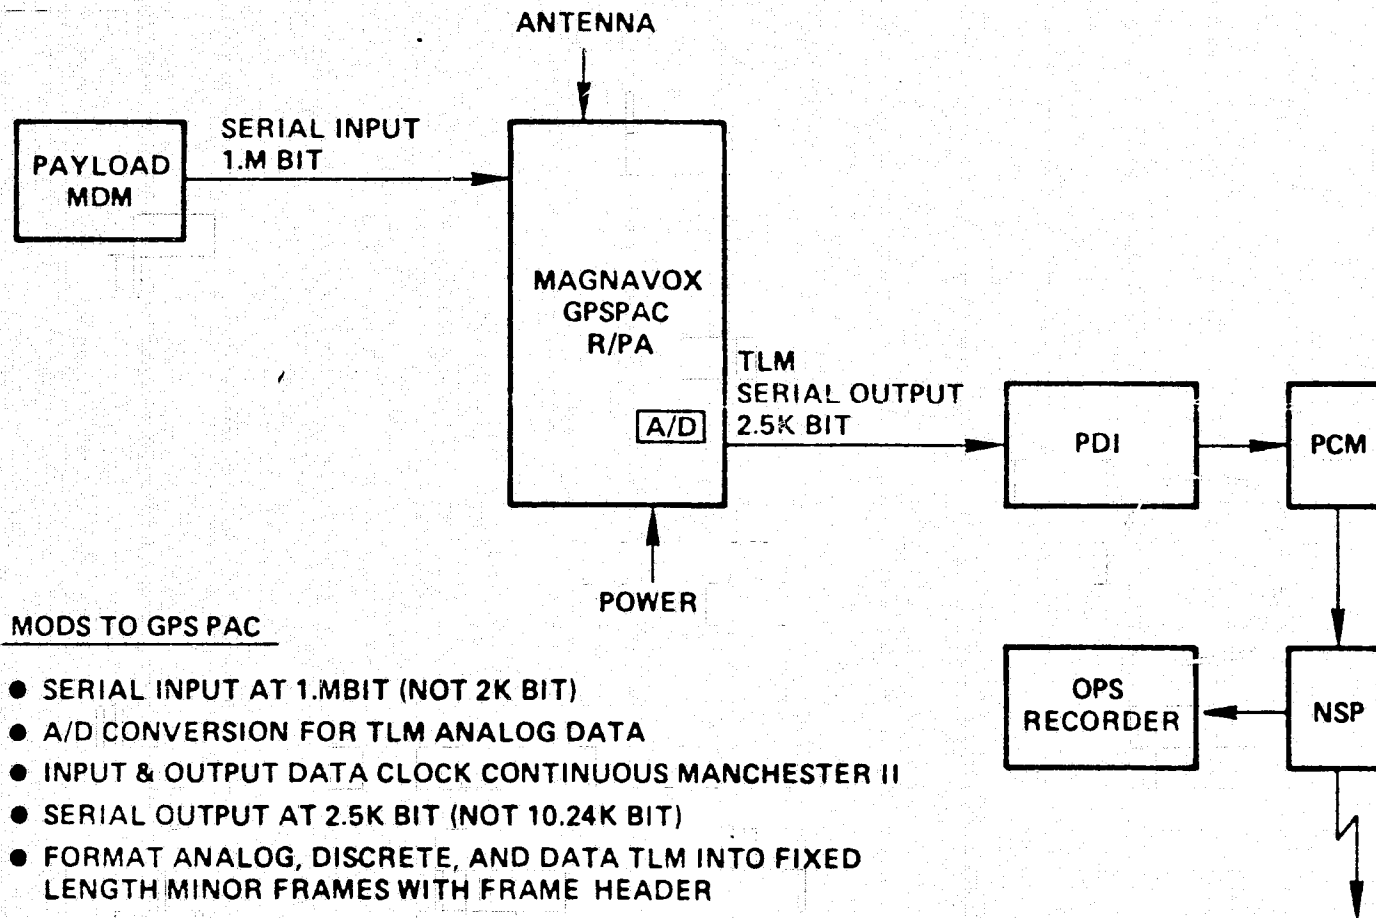 ANTENNA
SERIAL INPUT
1.M BIT
PAYLOAD
MDM
MAGNAVOX
GPSPAC
R/PA
A/D
TLM
SERIAL OUTPUT
2.5K BIT
PDI
PCM
POWER
OPS
RECORDER
NSP
MODS TO GPS PAC
● SERIAL INPUT AT 1.MBIT (NOT 2K BIT)
● A/D CONVERSION FOR TLM ANALOG DATA
● INPUT & OUTPUT DATA CLOCK CONTINUOUS MANCHESTER II
● SERIAL OUTPUT AT 2.5K BIT (NOT 10.24K BIT)
● FORMAT ANALOG, DISCRETE, AND DATA TLM INTO FIXED
LENGTH MINOR FRAMES WITH FRAME HEADER